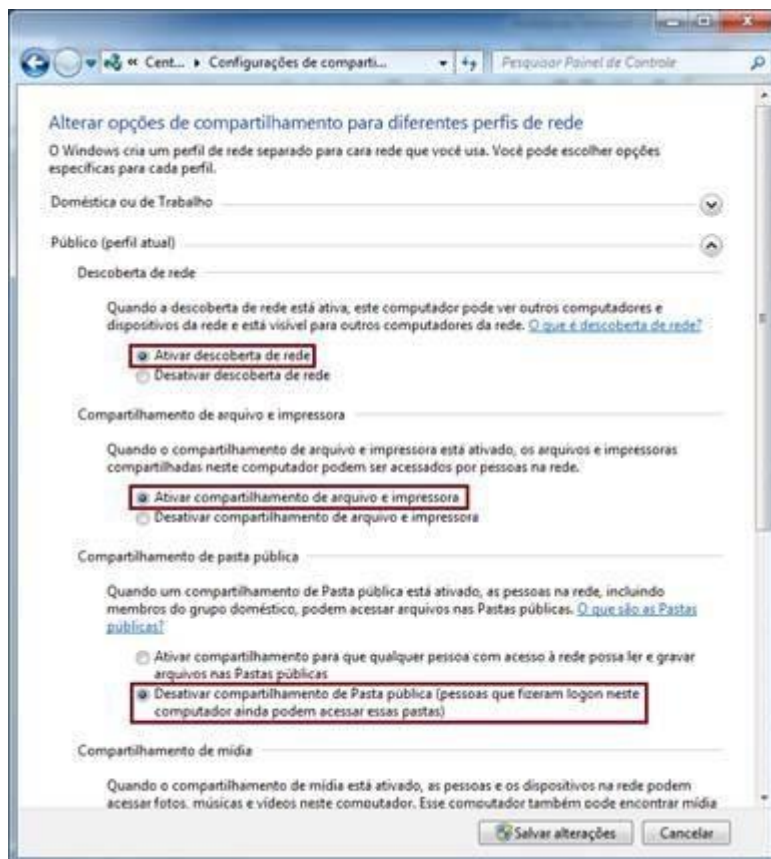 « Cent... ▸ Configurações de comparti...
Pesquisar Painel de Controle
Alterar opções de compartilhamento para diferentes perfis de rede
O Windows cria um perfil de rede separado para cara rede que você usa. Você pode escolher opções
específicas para cada perfil.
Doméstica ou de Trabalho
Público (perfil atual)
Descoberta de rede
Quando a descoberta de rede está ativa, este computador pode ver outros computadores e
dispositivos da rede e está visível para outros computadores da rede. O que é descoberta de rede?
Ativar descoberta de rede
Desativar descoberta de rede
Compartilhamento de arquivo e impressora
Quando o compartilhamento de arquivo e impressora está ativado, os arquivos e impressoras
compartilhadas neste computador podem ser acessados por pessoas na rede.
Ativar compartilhamento de arquivo e impressora
Desativar compartilhamento de arquivo e impressora
Compartilhamento de pasta pública
Quando um compartilhamento de Pasta pública está ativado, as pessoas na rede, incluindo
membros do grupo doméstico, podem acessar arquivos nas Pastas públicas. O que são as Pastas
públicas?
Ativar compartilhamento para que qualquer pessoa com acesso à rede possa ler e gravar
arquivos nas Pastas públicas
Desativar compartilhamento de Pasta pública (pessoas que fizeram logon neste
computador ainda podem acessar essas pastas)
Compartilhamento de mídia
Quando o compartilhamento de mídia está ativado, as pessoas e os dispositivos na rede podem
acessar fotos, músicas e vídeos neste computador. Esse computador também pode encontrar mídia
Salvar alterações
Cancelar